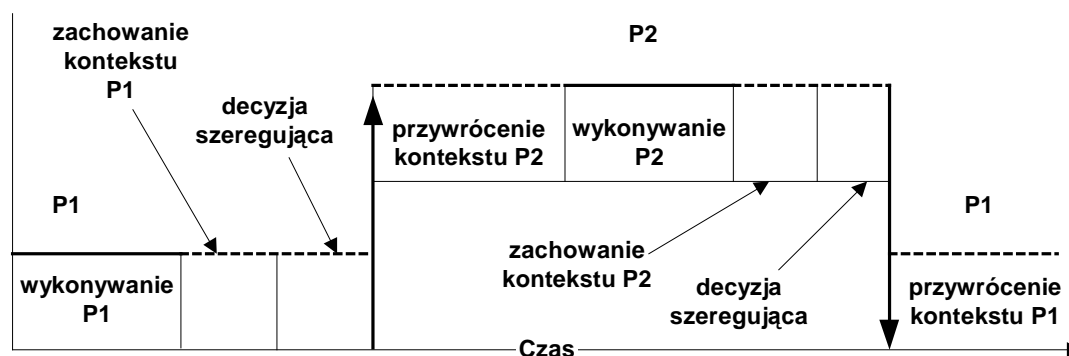 zachowanie
kontekstu
P1
P2
decyzja
szeregująca
przywrócenie
kontekstu P2
wykonywanie
P2
P1
P1
zachowanie
kontekstu P2
decyzja
szeregująca
wykonywanie
P1
przywrócenie
kontekstu P1
Czas